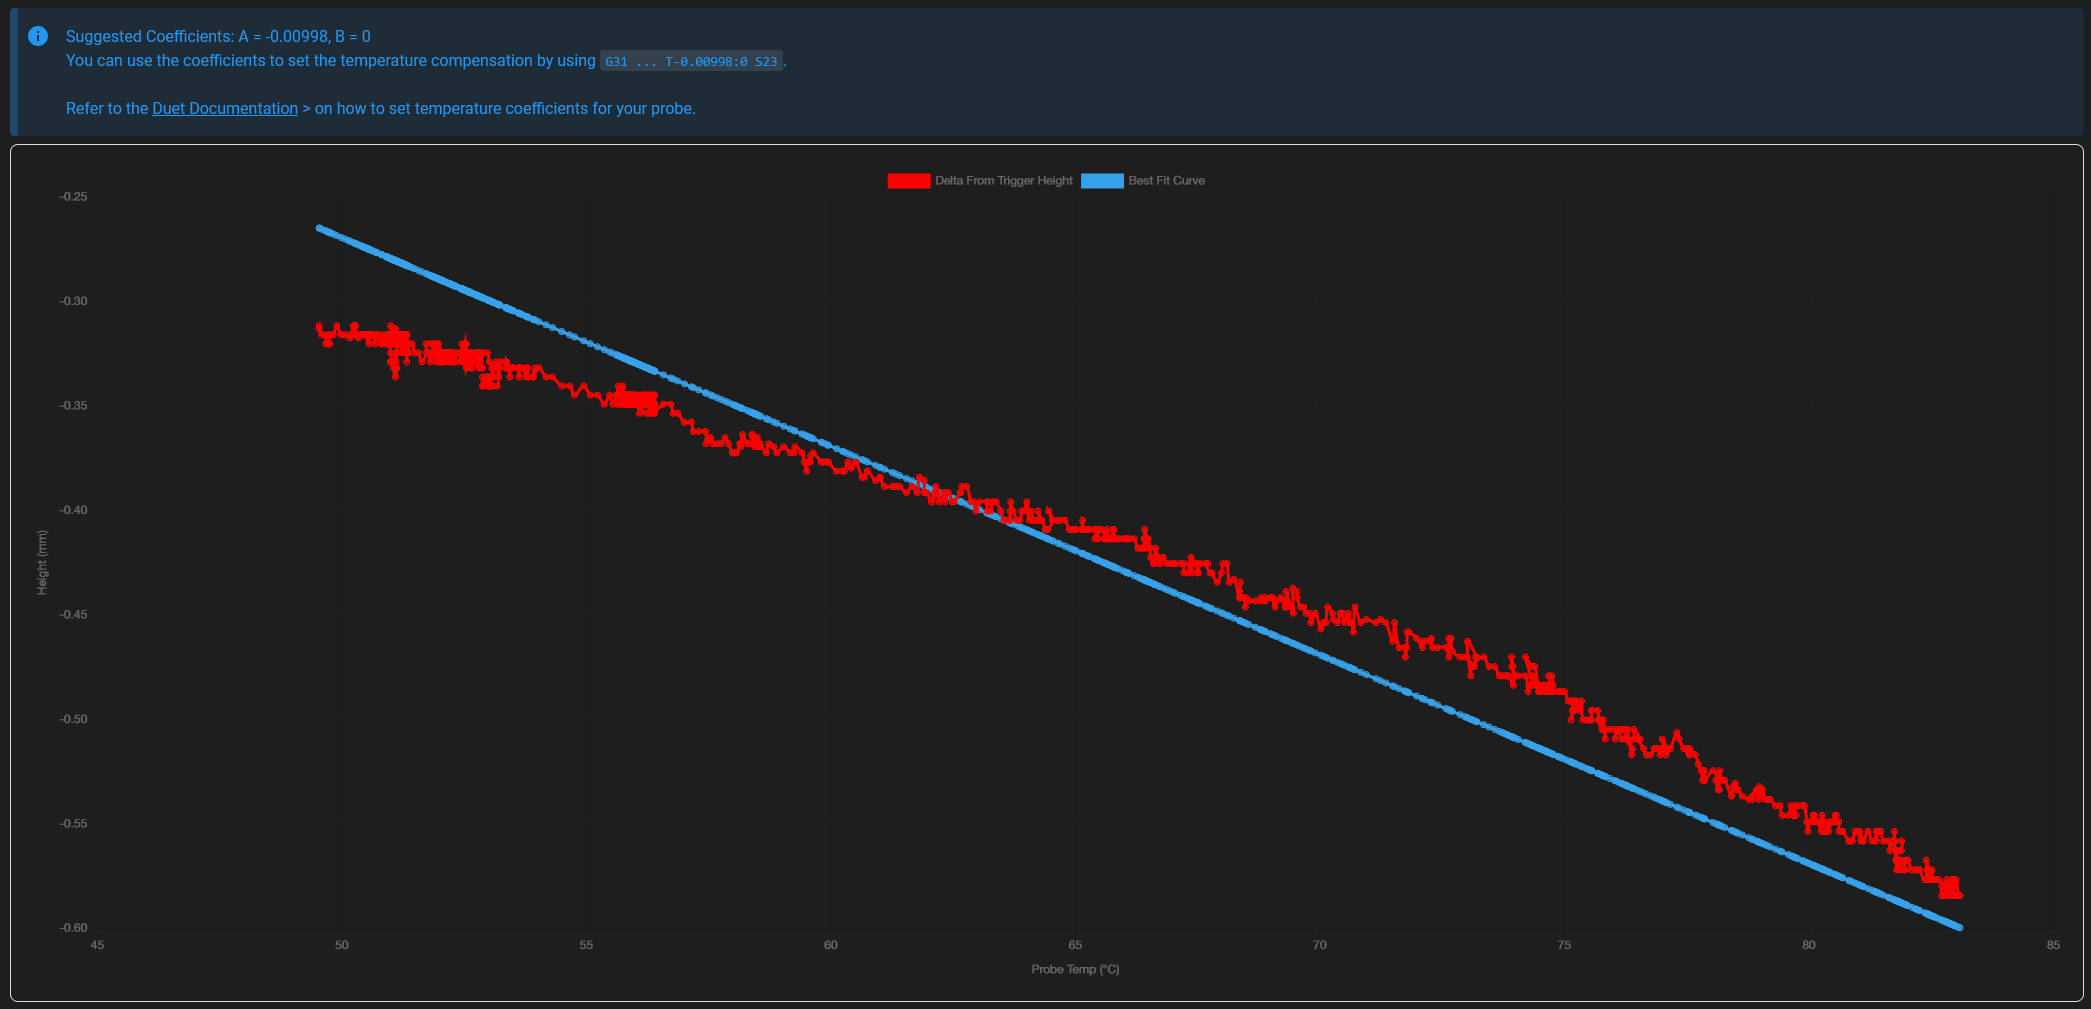 Suggested Coefficients: A = -0.00998, B = 0
You can use the coefficients to set the temperature compensation by using G31 ... T-0.00998:0 S23.
Refer to the Duet Documentation > on how to set temperature coefficients for your probe.
Delta From Trigger Height
Best Fit Curve
-0.25
-0.30
-0.35
-0.40
-0.45
-0.50
-0.55
-0.60
Height (mm)
45
50
55
60
65
70
75
80
85
Probe Temp (°C)